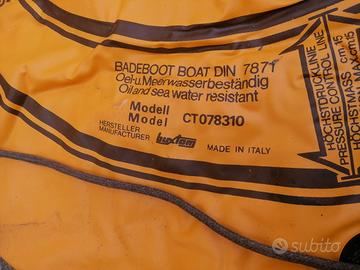 BADEBOOT BOAT DIN 7871
Oel-u. Meerwasserbeständig
Oil and sea water resistant
Modell
Model CT078310
HERSTELLER
MANUFACTURER
MADE IN ITALY
HOCHSTDRUCKLINIE
PRESSURE CONTROL LINE
subito